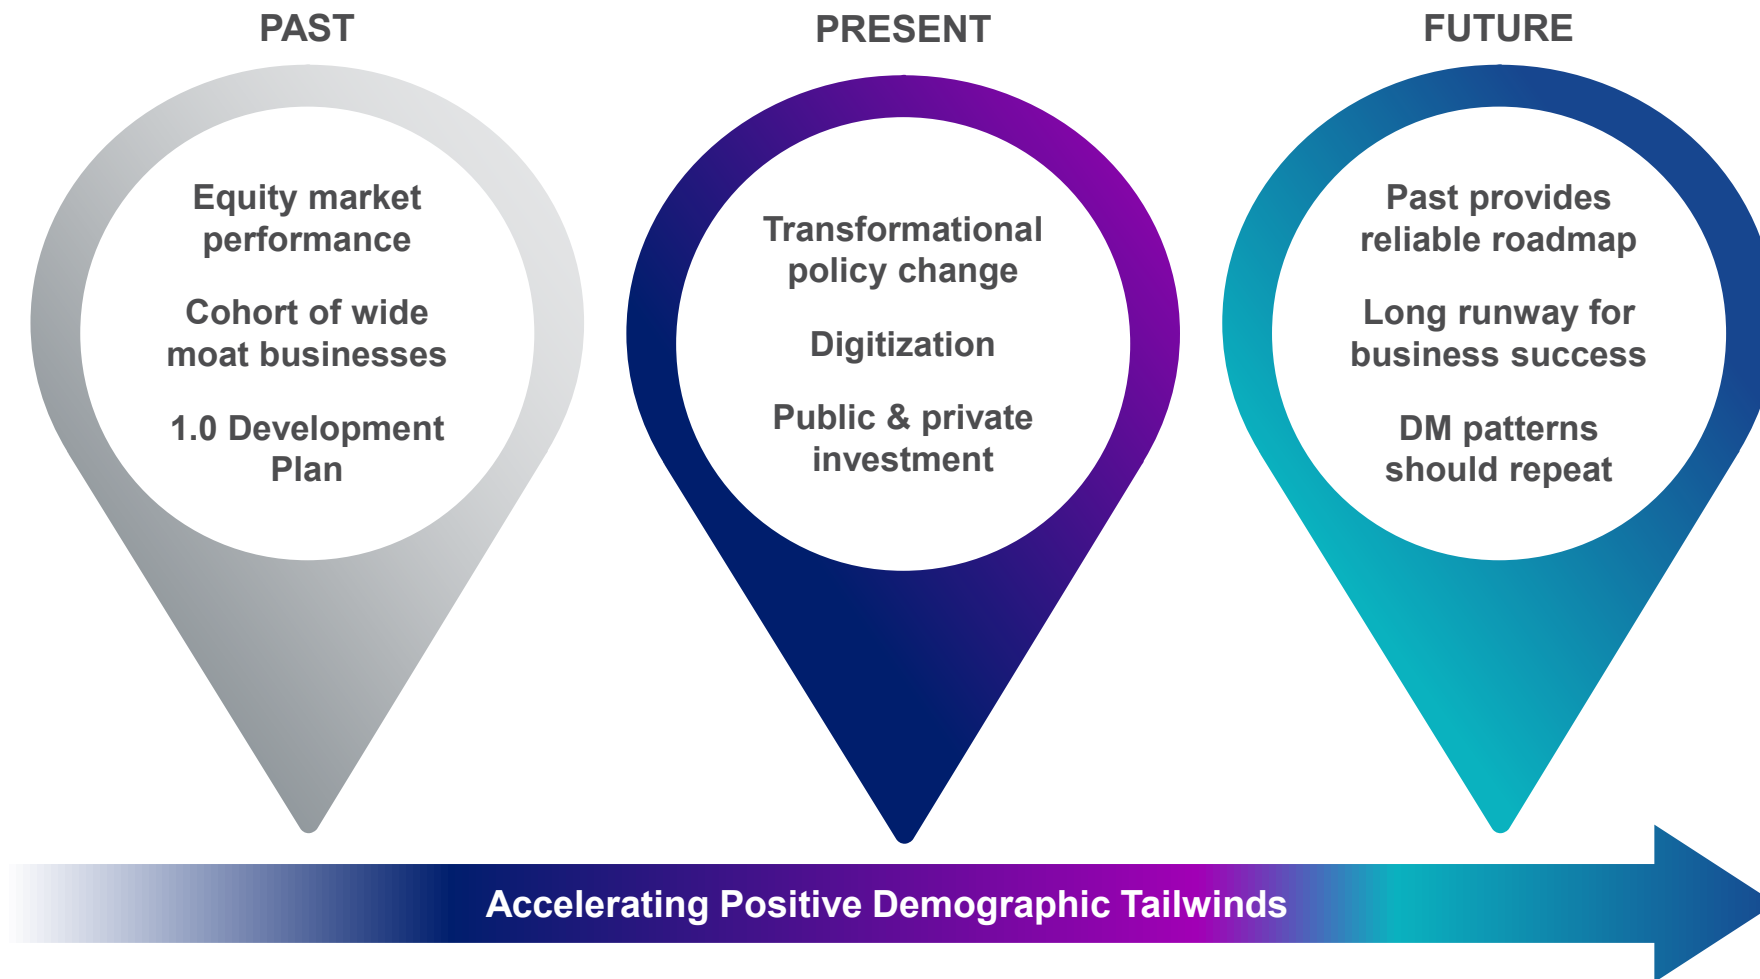 PAST
Equity market
performance
Cohort of wide
moat businesses
1.0 Development
Plan
PRESENT
Transformational
policy change
Digitization
Public & private
investment
FUTURE
Past provides
reliable roadmap
Long runway for
business success
DM patterns
should repeat
Accelerating Positive Demographic Tailwinds